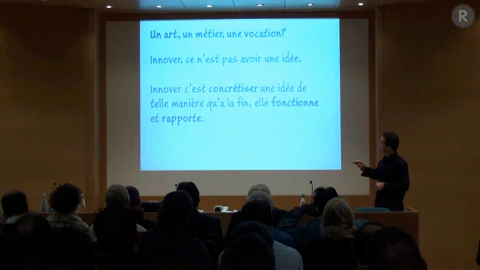 Un art, un métier, une vocation?
Innover, ce n'est pas avoir une idée.
Innover c'est concrétiser une idée de
telle manière qu'a la fin, elle fonctionne
et rapporte.
R